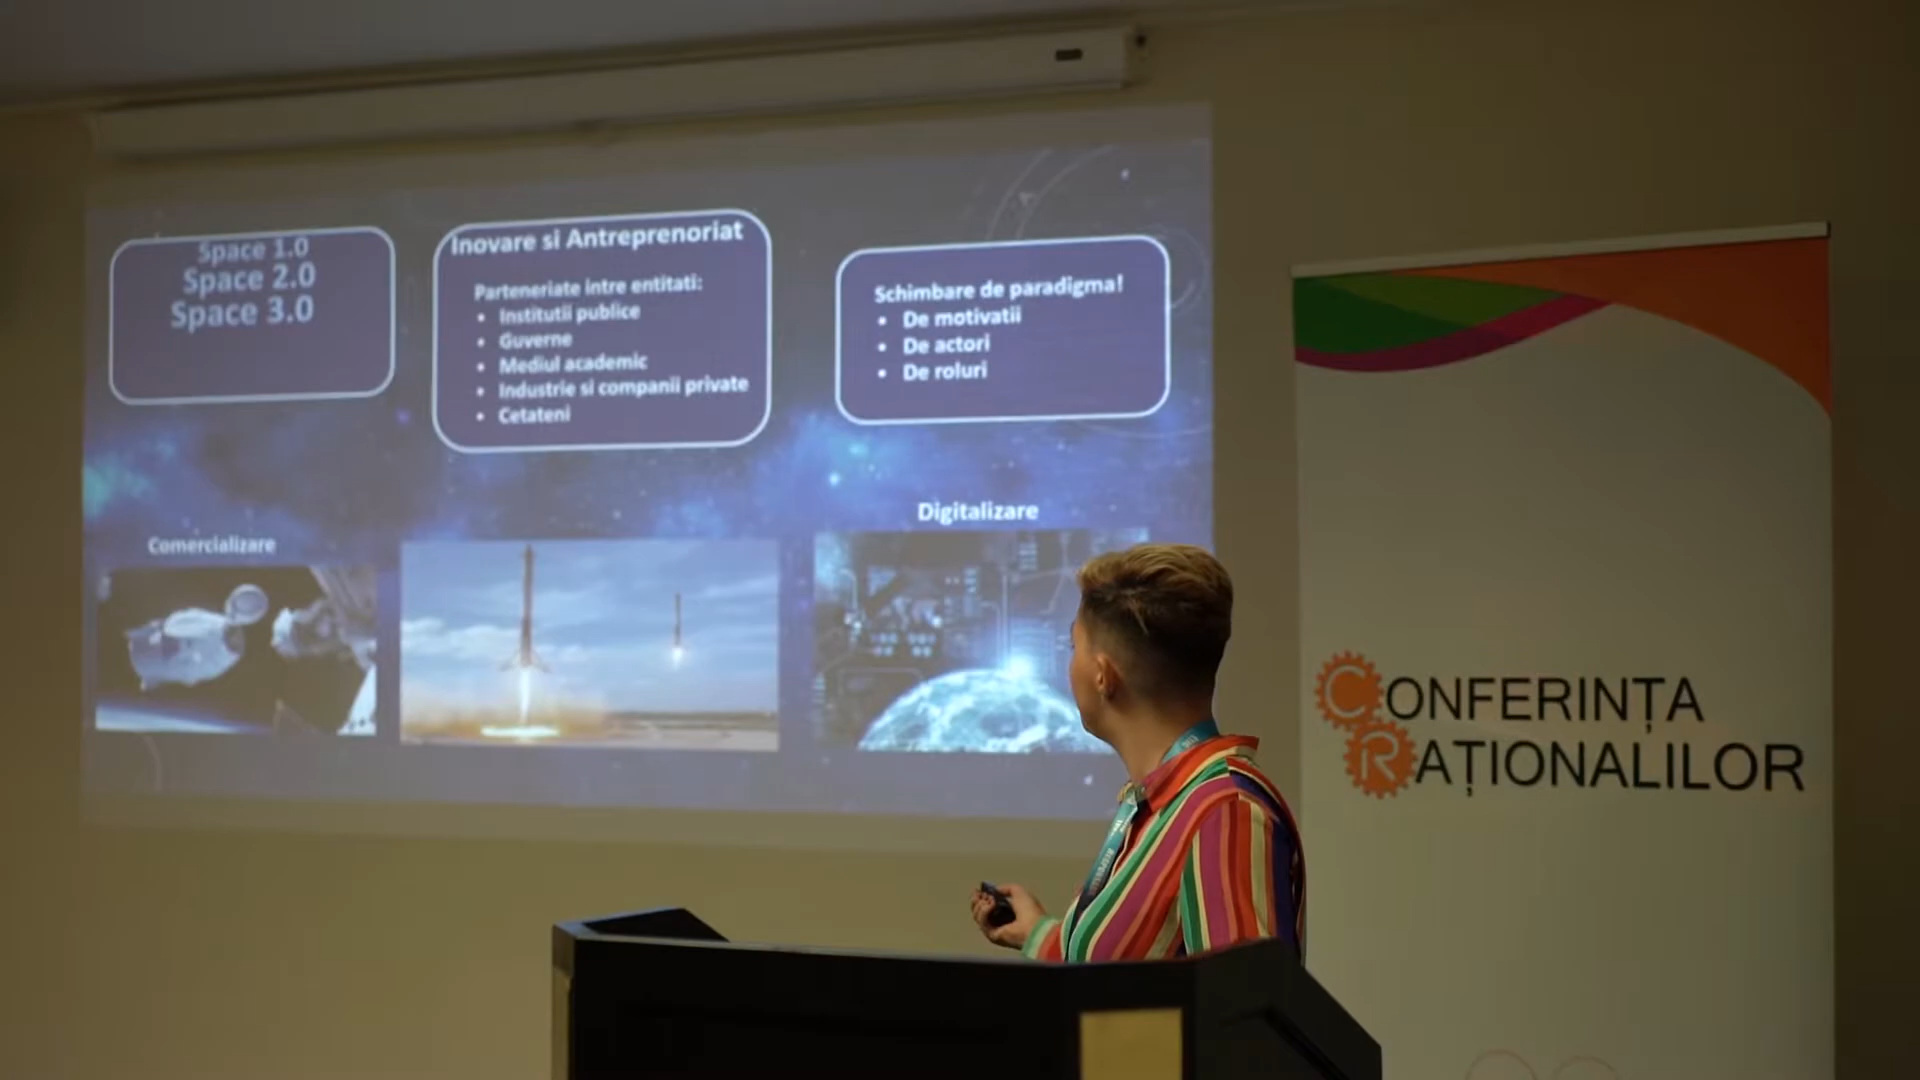 Space 1.0
Space 2.0
Space 3.0
Inovare si Antreprenoriat
Parteneriate intre entitati:
• Institutii publice
• Guverne
• Mediul academic
• Industrie si companii private
• Cetateni
Schimbare de paradigma!
• De motivatii
• De actori
• De roluri
Comercializare
Digitalizare
CONFERINȚA
RAȚIONALILOR